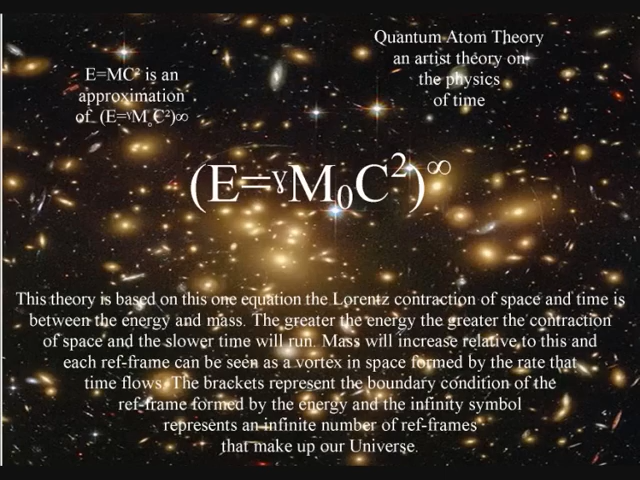 Quantum Atom Theory
an artist theory on
the physics
of time
E=MC² is an
approximation
of (E=ˠM₀C²)∞
(E=ˠM₀C²)∞
This theory is based on this one equation the Lorentz contraction of space and time is
between the energy and mass. The greater the energy the greater the contraction
of space and the slower time will run. Mass will increase relative to this and
each ref-frame can be seen as a vortex in space formed by the rate that
time flows. The brackets represent the boundary condition of the
ref-frame formed by the energy and the infinity symbol
represents an infinite number of ref-frames
that make up our Universe.